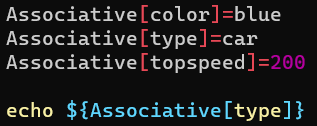 Associative[color]=blue
Associative[type]=car
Associative[topspeed]=200
echo ${Associative[type]}